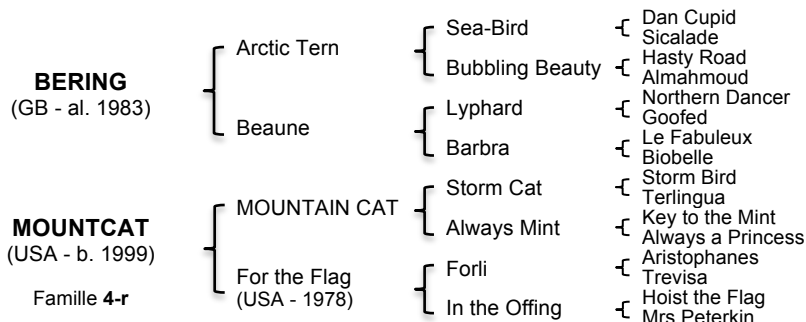 BERING
(GB - al. 1983)
Arctic Tern
Beaune
Sea-Bird
Bubbling Beauty
Lyphard
Barbra
Dan Cupid
Sicalade
Hasty Road
Almahmoud
Northern Dancer
Goofed
Le Fabuleux
Biobelle
MOUNTCAT
(USA - b. 1999)
Famille 4-r
MOUNTAIN CAT
For the Flag
(USA - 1978)
Storm Cat
Always Mint
Forli
In the Offing
Storm Bird
Terlingua
Key to the Mint
Always a Princess
Aristophanes
Trevisa
Hoist the Flag
Mrs Peterkin